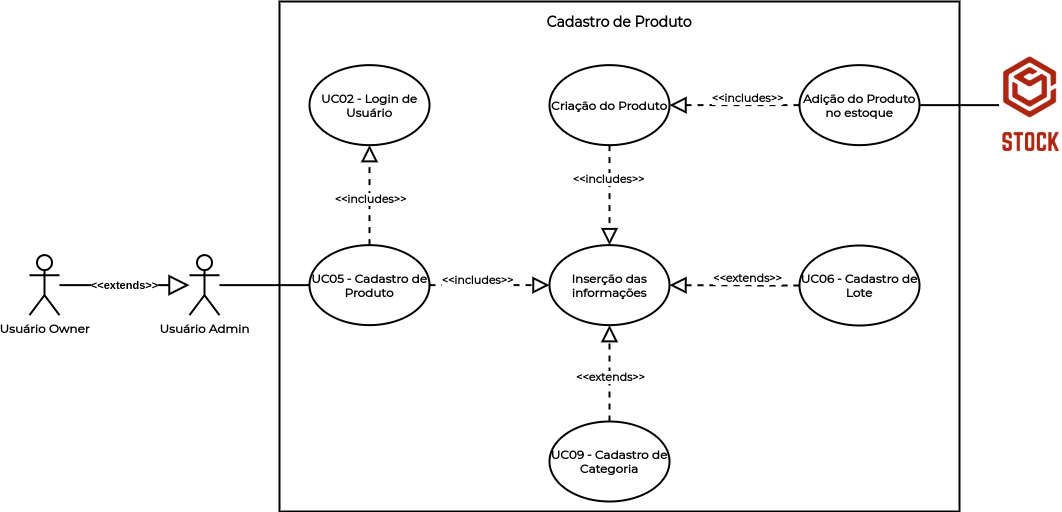 Cadastro de Produto
UC02 - Login de
Usuário
Criação do Produto
<<includes>>
Adição do Produto
no estoque
STOCK
<<includes>>
<<includes>>
Usuário Owner
<<extends>>
Usuário Admin
UC05 - Cadastro de
Produto
<<includes>>
Inserção das
informações
<<extends>>
UC06 - Cadastro de
Lote
<<extends>>
UC09 - Cadastro de
Categoria